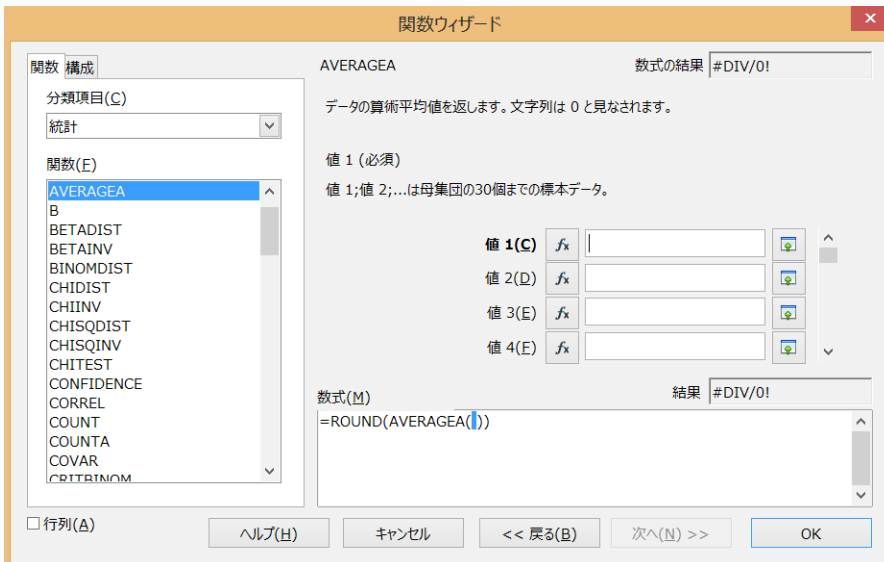 関数ウィザード
関数 構成
分類項目(C)
統計
関数(F)
AVERAGEA
B
BETADIST
BETAINV
BINOMDIST
CHIDIST
CHIINV
CHISQDIST
CHISQINV
CHITEST
CONFIDENCE
CORREL
COUNT
COUNTA
COVAR
CRITBINOM
AVERAGEA
数式の結果 #DIV/0!
データの算術平均値を返します。文字列は 0 と見なされます。
値 1 (必須)
値 1;値 2;...は母集団の30個までの標本データ。
値 1(C) fx
値 2(D) fx
値 3(E) fx
値 4(F) fx
数式(M)
結果 #DIV/0!
=ROUND(AVERAGEA( ))
行列(A)
ヘルプ(H)
キャンセル
<< 戻る(B)
次へ(N) >>
OK